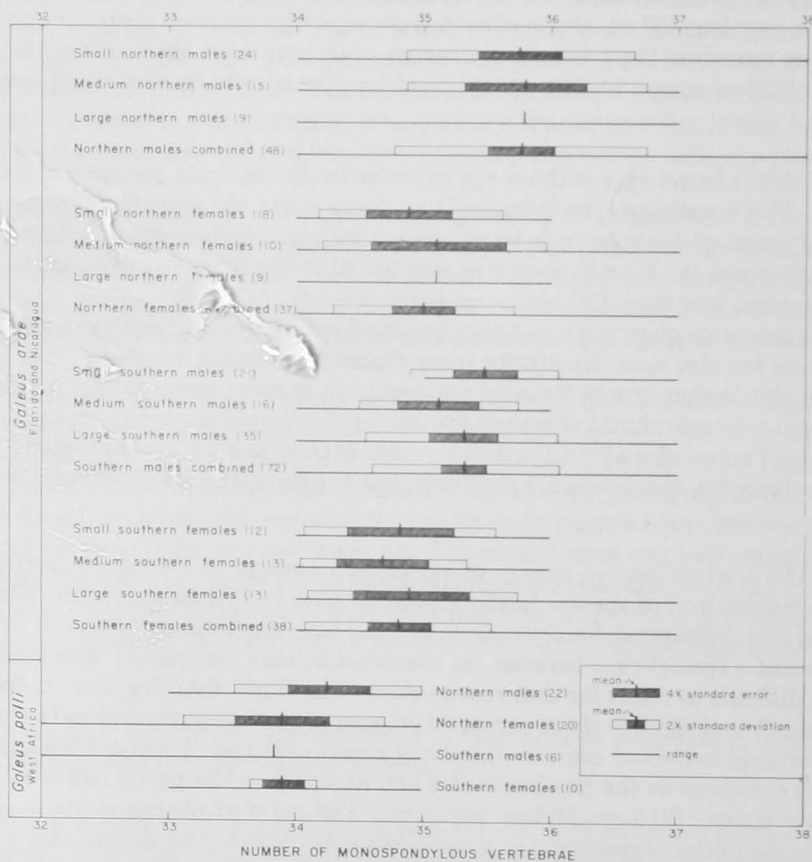 32 34 35 36 37 38
Small northern males (24)
Medium northern males (15)
Large northern males (9)
Northern males combined (48)
Small northern females (18)
Medium northern females (10)
Large northern females (9)
Northern females combined (37)
Small southern males (21)
Medium southern males (16)
Large southern males (35)
Southern males combined (72)
Small southern females (12)
Medium southern females (13)
Large southern females (13)
Southern females combined (38)
Galeus arae
Florida and Nicaragua
Northern males (22)
Northern females (20)
Southern males (6)
Southern females (10)
Galeus polli
West Africa
mean
4X standard error
mean
2X standard deviation
range
32 33 34 35 36 37 38
NUMBER OF MONOSPONDYLOUS VERTEBRAE